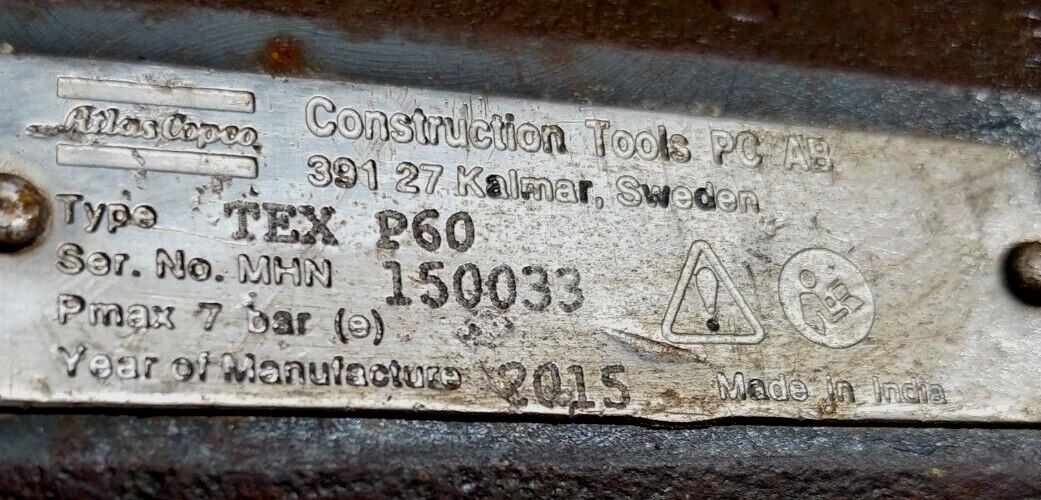 Atlas Copco
Construction Tools PC AB
391 27 Kalmar, Sweden
Type TEX P60
Ser. No. MHN 150033
Pmax 7 bar (e)
Year of Manufacture 2015
Made in India